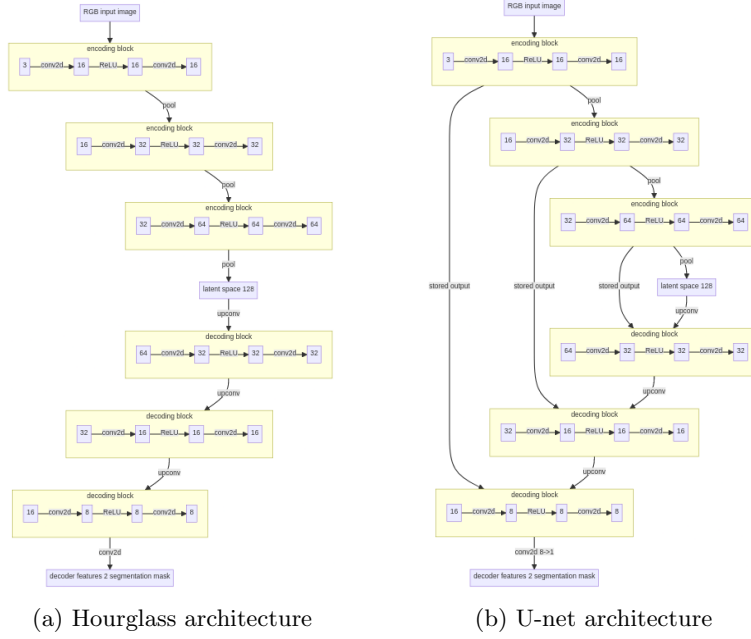 RGB input image
encoding block
3 conv2d 16 ReLU 16 conv2d 16
pool
encoding block
16 conv2d 32 ReLU 32 conv2d 32
pool
encoding block
32 conv2d 64 ReLU 64 conv2d 64
pool
latent space 128
upconv
decoding block
64 conv2d 32 ReLU 32 conv2d 32
upconv
decoding block
32 conv2d 16 ReLU 16 conv2d 16
upconv
decoding block
16 conv2d 8 ReLU 8 conv2d 8
conv2d
decoder features 2 segmentation mask
(a) Hourglass architecture
RGB input image
encoding block
3 conv2d 16 ReLU 16 conv2d 16
pool
encoding block
16 conv2d 32 ReLU 32 conv2d 32
pool
encoding block
32 conv2d 64 ReLU 64 conv2d 64
pool
stored output stored output stored output latent space 128
upconv
decoding block
64 conv2d 32 ReLU 32 conv2d 32
upconv
decoding block
32 conv2d 16 ReLU 16 conv2d 16
upconv
decoding block
16 conv2d 8 ReLU 8 conv2d 8
conv2d 8->1
decoder features 2 segmentation mask
(b) U-net architecture